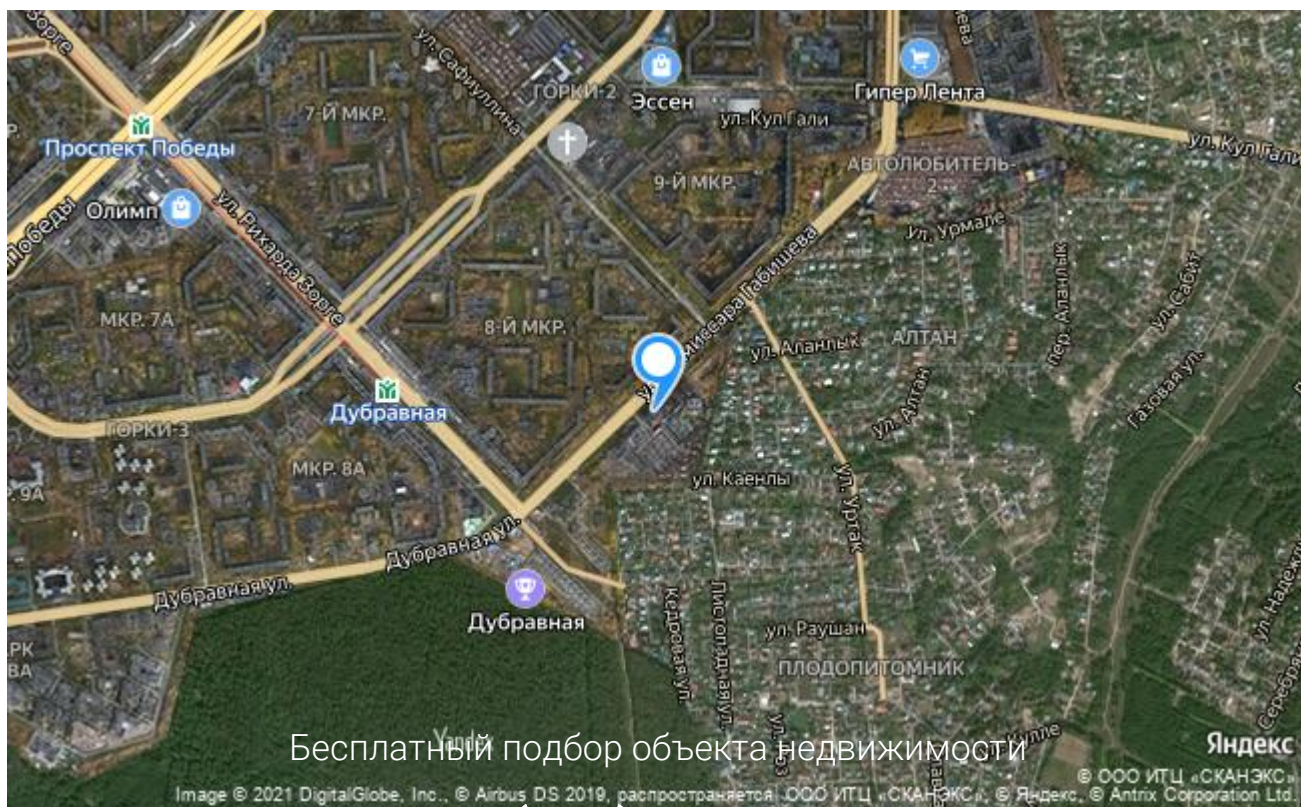 Зорге
ул. Сафиуллина
ГОРКИ-2
Эссен
Гипер Лента
7-Й МКР.
ул. Кул Гали
ул. Кул Гали
Проспект Победы
9-Й МКР.
АВТОЛЮБИТЕЛЬ-
2
Олимп
ул. Рихарда Зорге
Победы
ул. Урмале
МКР. 7А
8-Й МКР.
миссара Габишева
ул. Аланлык
АЛТАН
пер. Аланлык
ул. Сабит
Газовая ул.
Дубравная
ул. Алтан
ГОРКИ-3
МКР. 8А
9А
ул. Каенлы
ул. Уртак
Дубравная ул.
Дубравная ул.
Дубравная
Кедровая ул.
Листопадная ул.
ул. Раушан
ПЛОДОПИТОМНИК
Yandex
Бесплатный подбор объекта недвижимости
Яндекс
© ООО ИТЦ «СКАНЭКС»
Image © 2021 DigitalGlobe, Inc., © Airbus DS 2019, распространяется ООО ИТЦ «СКАНЭКС», © Яндекс, © Antrix Corporation Ltd.